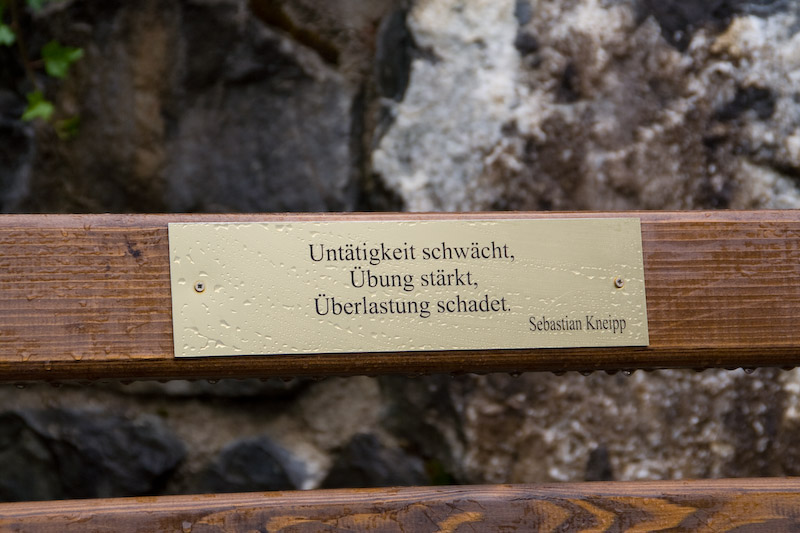 Untätigkeit schwächt,
Übung stärkt,
Überlastung schadet.
Sebastian Kneipp